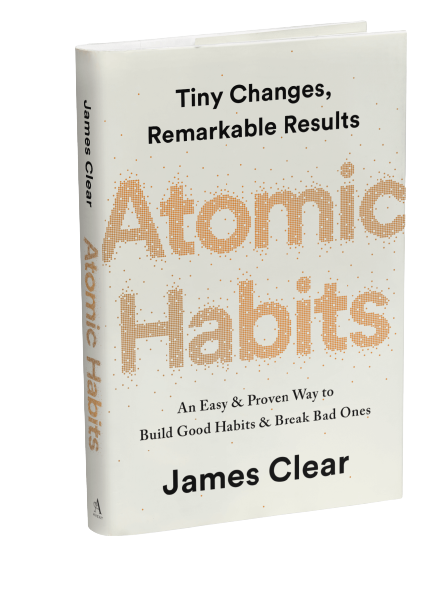 Tiny Changes,
Remarkable Results
Atomic
Habits
An Easy & Proven Way to
Build Good Habits & Break Bad Ones
James Clear
James Clear
Atomic Habits
A